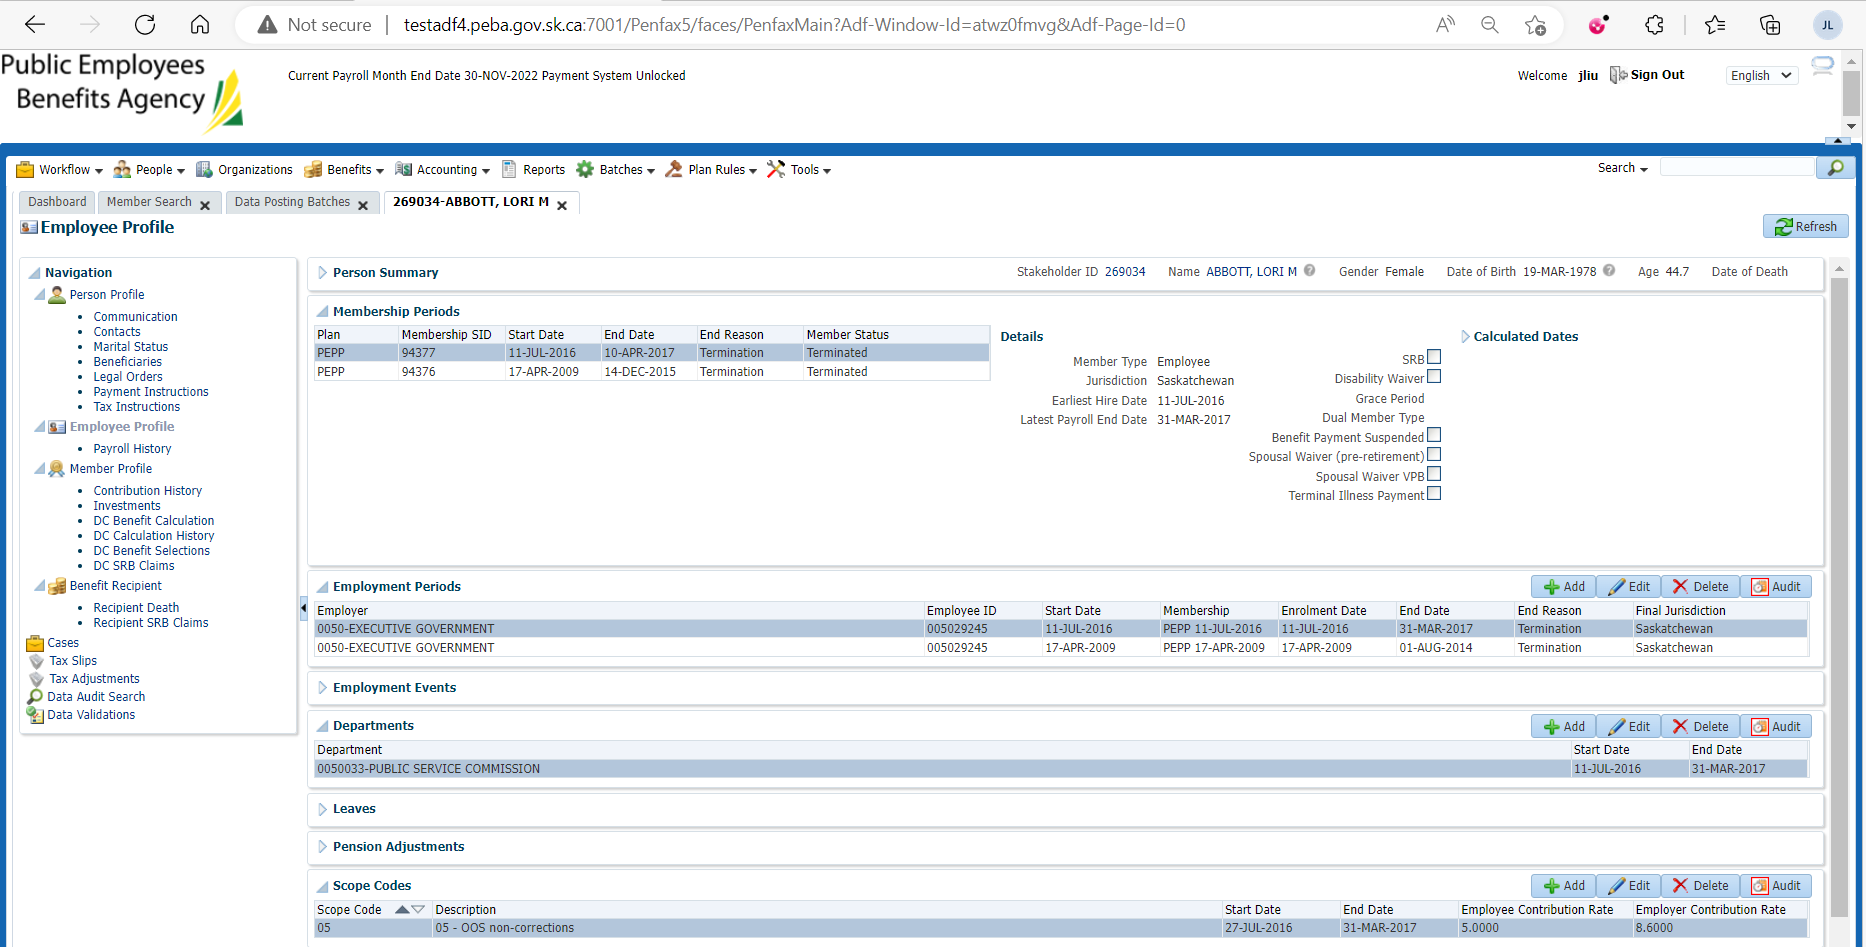 Not secure | testadf4.peba.gov.sk.ca:7001/Penfax5/faces/PenfaxMain?Adf-Window-Id=atwz0fmvg&Adf-Page-Id=0 A JL
Public Employees
Benefits Agency
Current Payroll Month End Date 30-NOV-2022 Payment System Unlocked
Welcome jliu Sign Out English
Workflow People Organizations Benefits Accounting Reports Batches Plan Rules Tools Search
Dashboard Member Search Data Posting Batches 269034-ABBOTT, LORI M
Employee Profile Refresh
Navigation
Person Profile
Communication
Contacts
Marital Status
Beneficiaries
Legal Orders
Payment Instructions
Tax Instructions
Employee Profile
Payroll History
Member Profile
Contribution History
Investments
DC Benefit Calculation
DC Calculation History
DC Benefit Selections
DC SRB Claims
Benefit Recipient
Recipient Death
Recipient SRB Claims
Cases
Tax Slips
Tax Adjustments
Data Audit Search
Data Validations
Person Summary Stakeholder ID 269034 Name ABBOTT, LORI M Gender Female Date of Birth 19-MAR-1978 Age 44.7 Date of Death
Membership Periods
Plan Membership SID Start Date End Date End Reason Member Status
PEPP 94377 11-JUL-2016 10-APR-2017 Termination Terminated
PEPP 94376 17-APR-2009 14-DEC-2015 Termination Terminated
Details
Member Type Employee
Jurisdiction Saskatchewan
Earliest Hire Date 11-JUL-2016
Latest Payroll End Date 31-MAR-2017
SRB
Disability Waiver
Grace Period
Dual Member Type
Benefit Payment Suspended
Spousal Waiver (pre-retirement)
Spousal Waiver VPB
Terminal Illness Payment
Calculated Dates
Employment Periods Add Edit Delete Audit
Employer Employee ID Start Date Membership Enrolment Date End Date End Reason Final Jurisdiction
0050-EXECUTIVE GOVERNMENT 005029245 11-JUL-2016 PEPP 11-JUL-2016 11-JUL-2016 31-MAR-2017 Termination Saskatchewan
0050-EXECUTIVE GOVERNMENT 005029245 17-APR-2009 PEPP 17-APR-2009 17-APR-2009 01-AUG-2014 Termination Saskatchewan
Employment Events
Departments Add Edit Delete Audit
Department Start Date End Date
0050033-PUBLIC SERVICE COMMISSION 11-JUL-2016 31-MAR-2017
Leaves
Pension Adjustments
Scope Codes Add Edit Delete Audit
Scope Code Description Start Date End Date Employee Contribution Rate Employer Contribution Rate
05 05 - OOS non-corrections 27-JUL-2016 31-MAR-2017 5.0000 8.6000